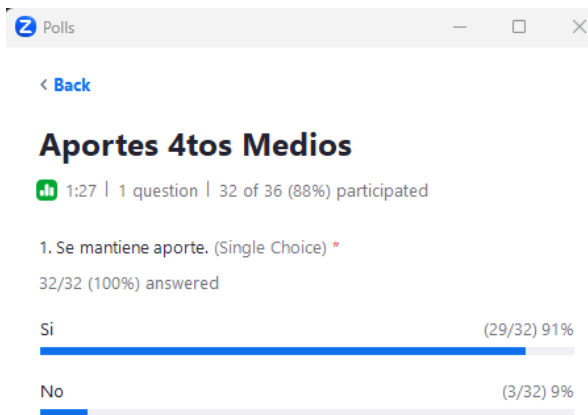 Z Polls
< Back
Aportes 4tos Medios
1:27 | 1 question | 32 of 36 (88%) participated
1. Se mantiene aporte. (Single Choice) *
32/32 (100%) answered
Si (29/32) 91%
No (3/32) 9%